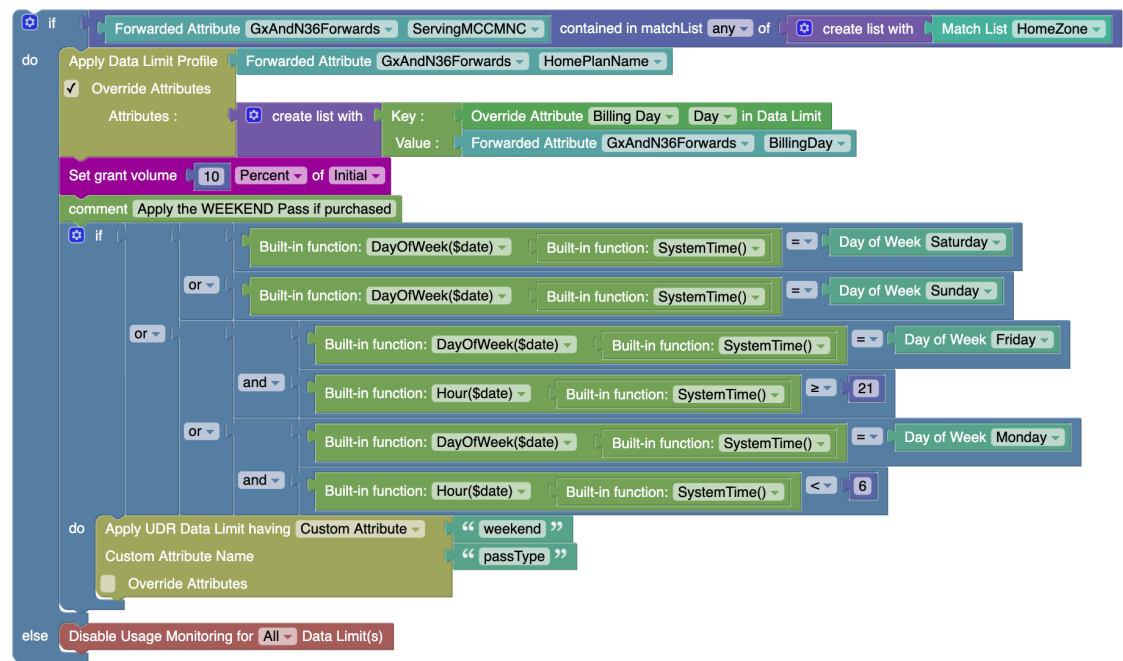 if Forwarded Attribute GxAndN36Forwards ServingMCCMNC contained in matchList any of create list with Match List HomeZone
do Apply Data Limit Profile Forwarded Attribute GxAndN36Forwards HomePlanName
Override Attributes
Attributes : create list with Key : Override Attribute Billing Day Day in Data Limit
Value : Forwarded Attribute GxAndN36Forwards BillingDay
Set grant volume 10 Percent of Initial
comment Apply the WEEKEND Pass if purchased
if Built-in function: DayOfWeek($date) Built-in function: SystemTime() = Day of Week Saturday
or Built-in function: DayOfWeek($date) Built-in function: SystemTime() = Day of Week Sunday
or Built-in function: DayOfWeek($date) Built-in function: SystemTime() = Day of Week Friday
and Built-in function: Hour($date) Built-in function: SystemTime() ≥ 21
or Built-in function: DayOfWeek($date) Built-in function: SystemTime() = Day of Week Monday
and Built-in function: Hour($date) Built-in function: SystemTime() < 6
do Apply UDR Data Limit having Custom Attribute “ weekend ”
Custom Attribute Name “ passType ”
Override Attributes
else Disable Usage Monitoring for All Data Limit(s)